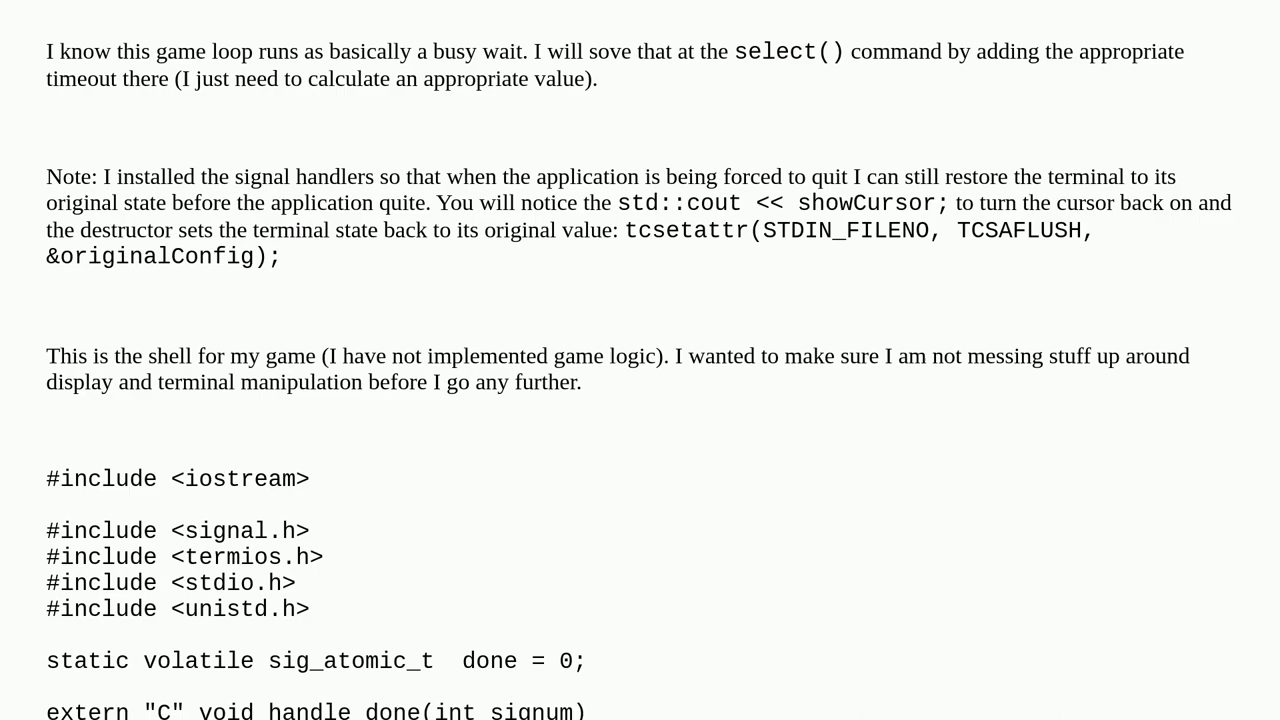 I know this game loop runs as basically a busy wait. I will sove that at the select() command by adding the appropriate
timeout there (I just need to calculate an appropriate value).
Note: I installed the signal handlers so that when the application is being forced to quit I can still restore the terminal to its
original state before the application quite. You will notice the std::cout << showCursor; to turn the cursor back on and
the destructor sets the terminal state back to its original value: tcsetattr(STDIN_FILENO, TCSAFLUSH,
&originalConfig);
This is the shell for my game (I have not implemented game logic). I wanted to make sure I am not messing stuff up around
display and terminal manipulation before I go any further.
#include <iostream>
#include <signal.h>
#include <termios.h>
#include <stdio.h>
#include <unistd.h>
static volatile sig_atomic_t  done = 0;
extern "C" void handle_done(int signum)